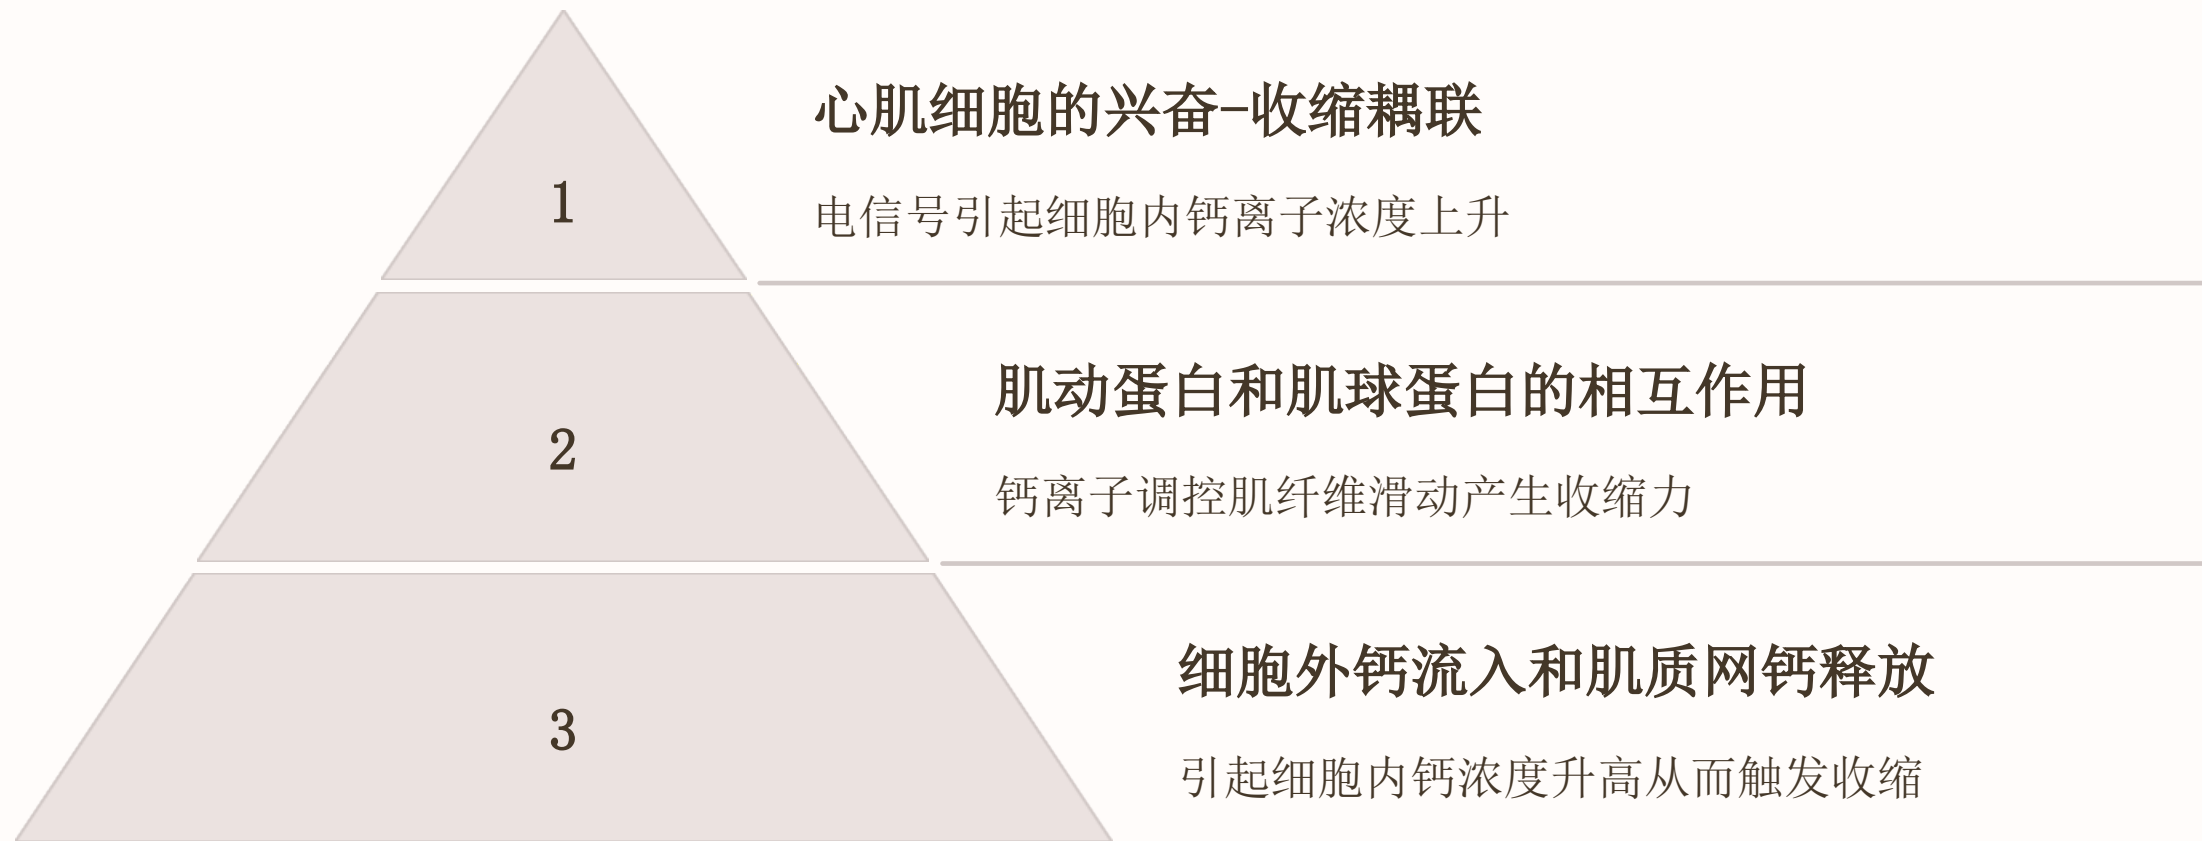 1
心肌细胞的兴奋-收缩耦联
电信号引起细胞内钙离子浓度上升
2
肌动蛋白和肌球蛋白的相互作用
钙离子调控肌纤维滑动产生收缩力
3
细胞外钙流入和肌质网钙释放
引起细胞内钙浓度升高从而触发收缩